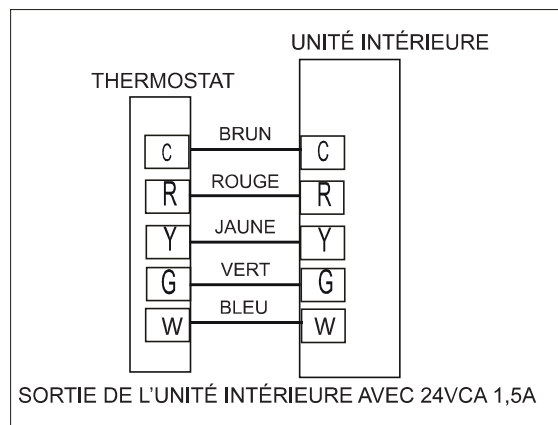 UNITÉ INTÉRIEURE
THERMOSTAT
C BRUN C
R ROUGE R
Y JAUNE Y
G VERT G
W BLEU W
SORTIE DE L'UNITÉ INTÉRIEURE AVEC 24VCA 1,5A